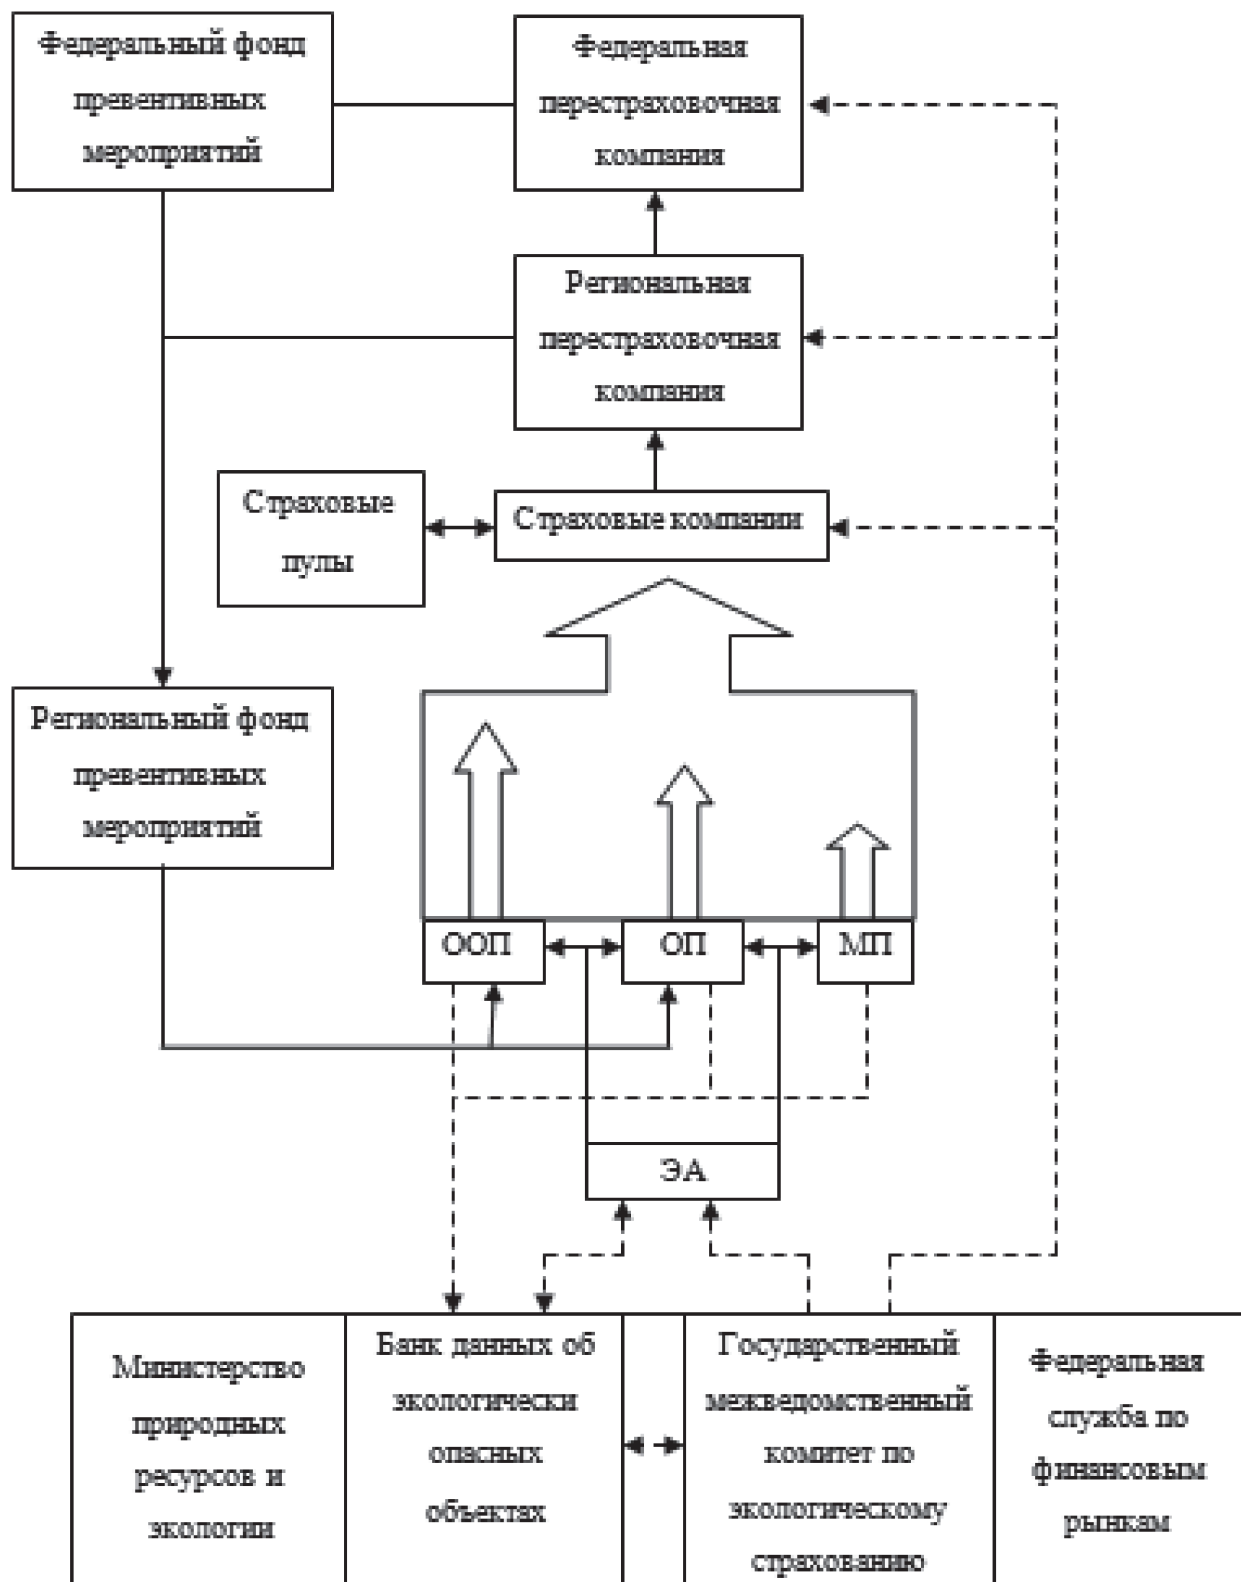 Федеральный фонд
превентивных
мероприятий
Федеральная
перестраховочная
компания
Региональная
перестраховочная
компания
Страховые
пулы
Страховые компании
Региональный фонд
превентивных
мероприятий
ООП
ОП
МП
ЭА
Министерство
природных
ресурсов и
экологии
Банк данных об
экологически
опасных
объектах
Государственный
межведомственный
комитет по
экологическому
страхованию
Федеральная
служба по
финансовым
рынкам